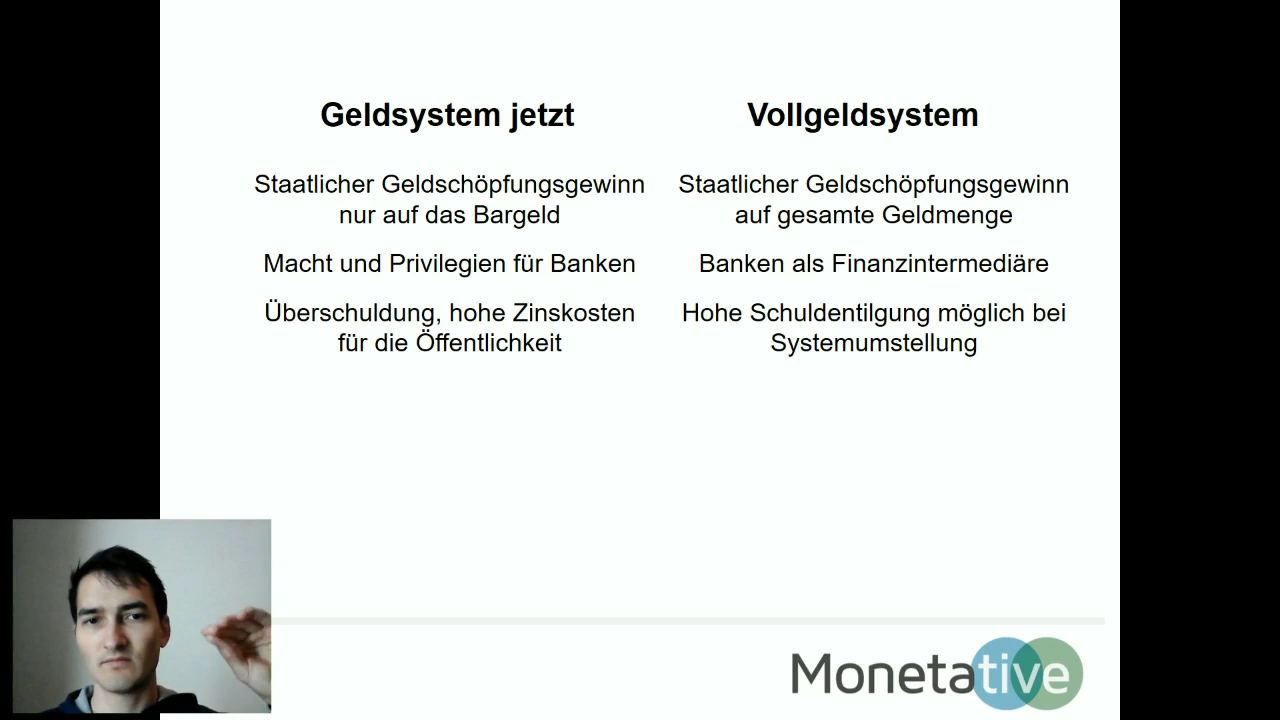 Geldsystem jetzt
Staatlicher Geldschöpfungsgewinn
nur auf das Bargeld
Macht und Privilegien für Banken
Überschuldung, hohe Zinskosten
für die Öffentlichkeit
Vollgeldsystem
Staatlicher Geldschöpfungsgewinn
auf gesamte Geldmenge
Banken als Finanzintermediäre
Hohe Schuldentilgung möglich bei
Systemumstellung
Monetative